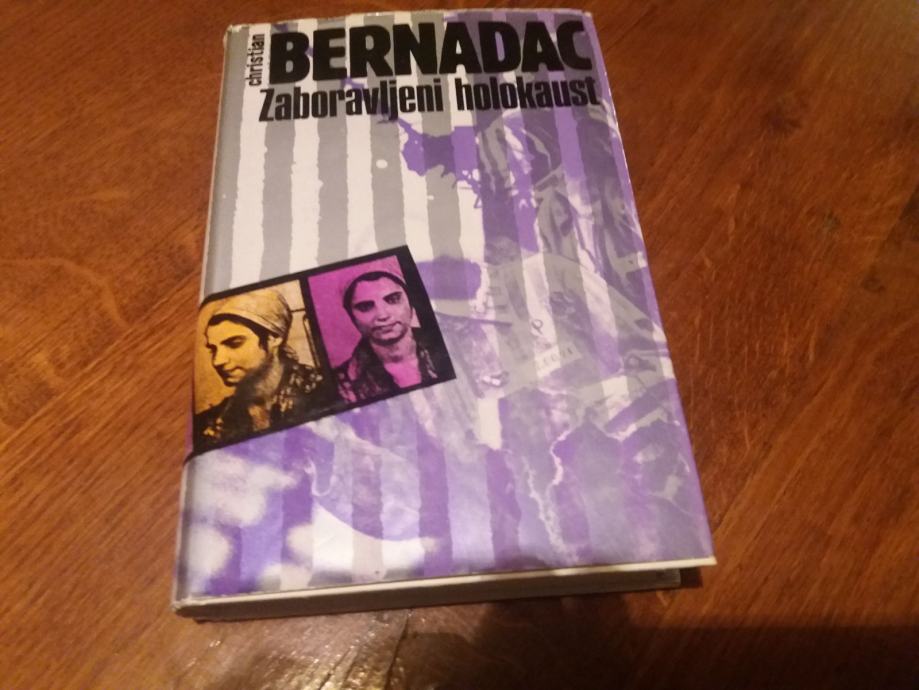 christian
BERNADAC
Zaboravljeni holokaust